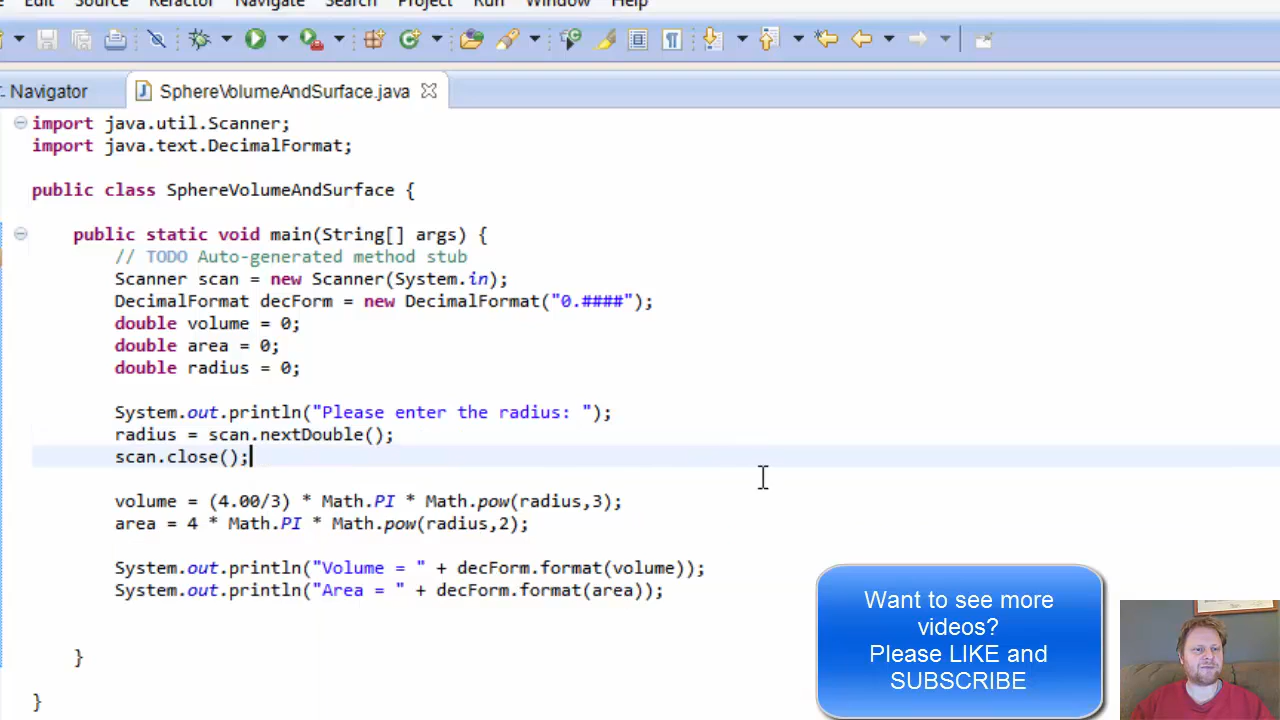 Edit Source Refactor Navigate Search Project Run Window Help
Navigator SphereVolumeAndSurface.java
import java.util.Scanner;
import java.text.DecimalFormat;
public class SphereVolumeAndSurface {
public static void main(String[] args) {
// TODO Auto-generated method stub
Scanner scan = new Scanner(System.in);
DecimalFormat decForm = new DecimalFormat("0.####");
double volume = 0;
double area = 0;
double radius = 0;
System.out.println("Please enter the radius: ");
radius = scan.nextDouble();
scan.close();
volume = (4.00/3) * Math.PI * Math.pow(radius,3);
area = 4 * Math.PI * Math.pow(radius,2);
System.out.println("Volume = " + decForm.format(volume));
System.out.println("Area = " + decForm.format(area));
}
}
Want to see more
videos?
Please LIKE and
SUBSCRIBE